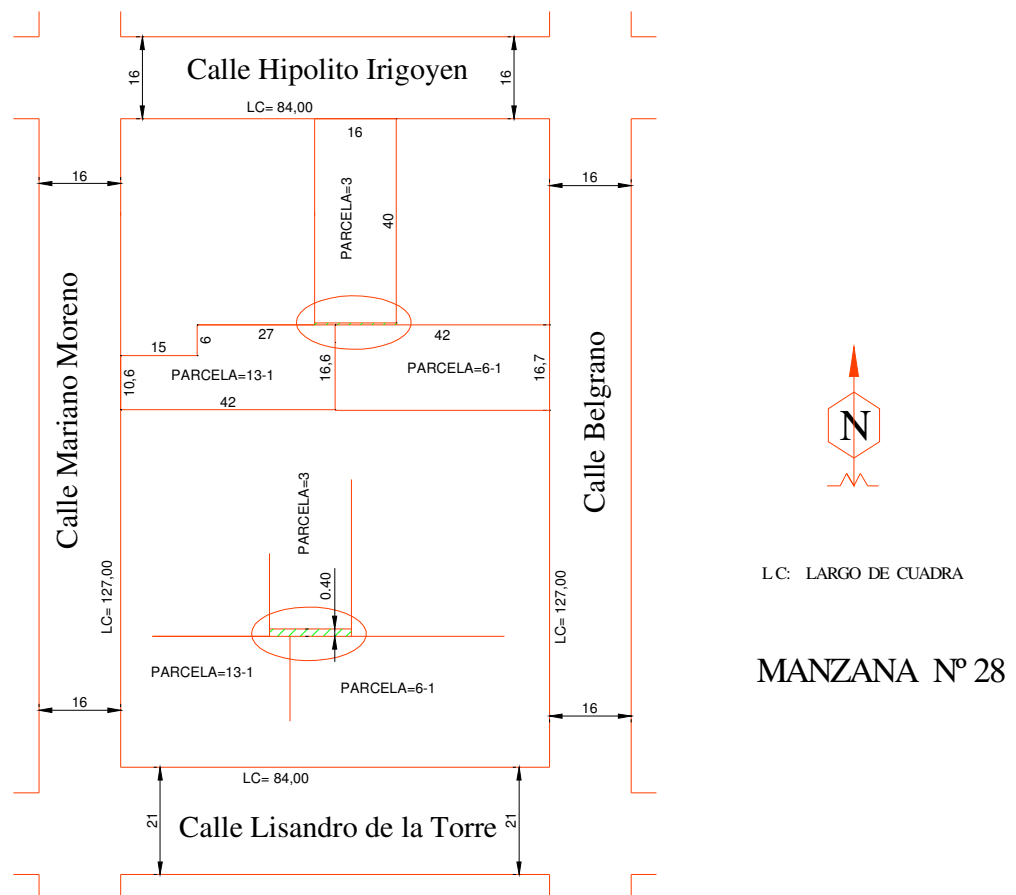 Calle Hipolito Irigoyen
16
16
LC= 84,00
16
16
16
PARCELA=3
40
Calle Mariano Moreno
15
6
27
42
10,6
PARCELA=13-1
16,6
PARCELA=6-1
16,7
42
Calle Belgrano
N
PARCELA=3
0.40
LC= 127,00
LC= 127,00
L C: LARGO DE CUADRA
PARCELA=13-1
PARCELA=6-1
MANZANA Nº 28
16
16
LC= 84,00
21
Calle Lisandro de la Torre
21